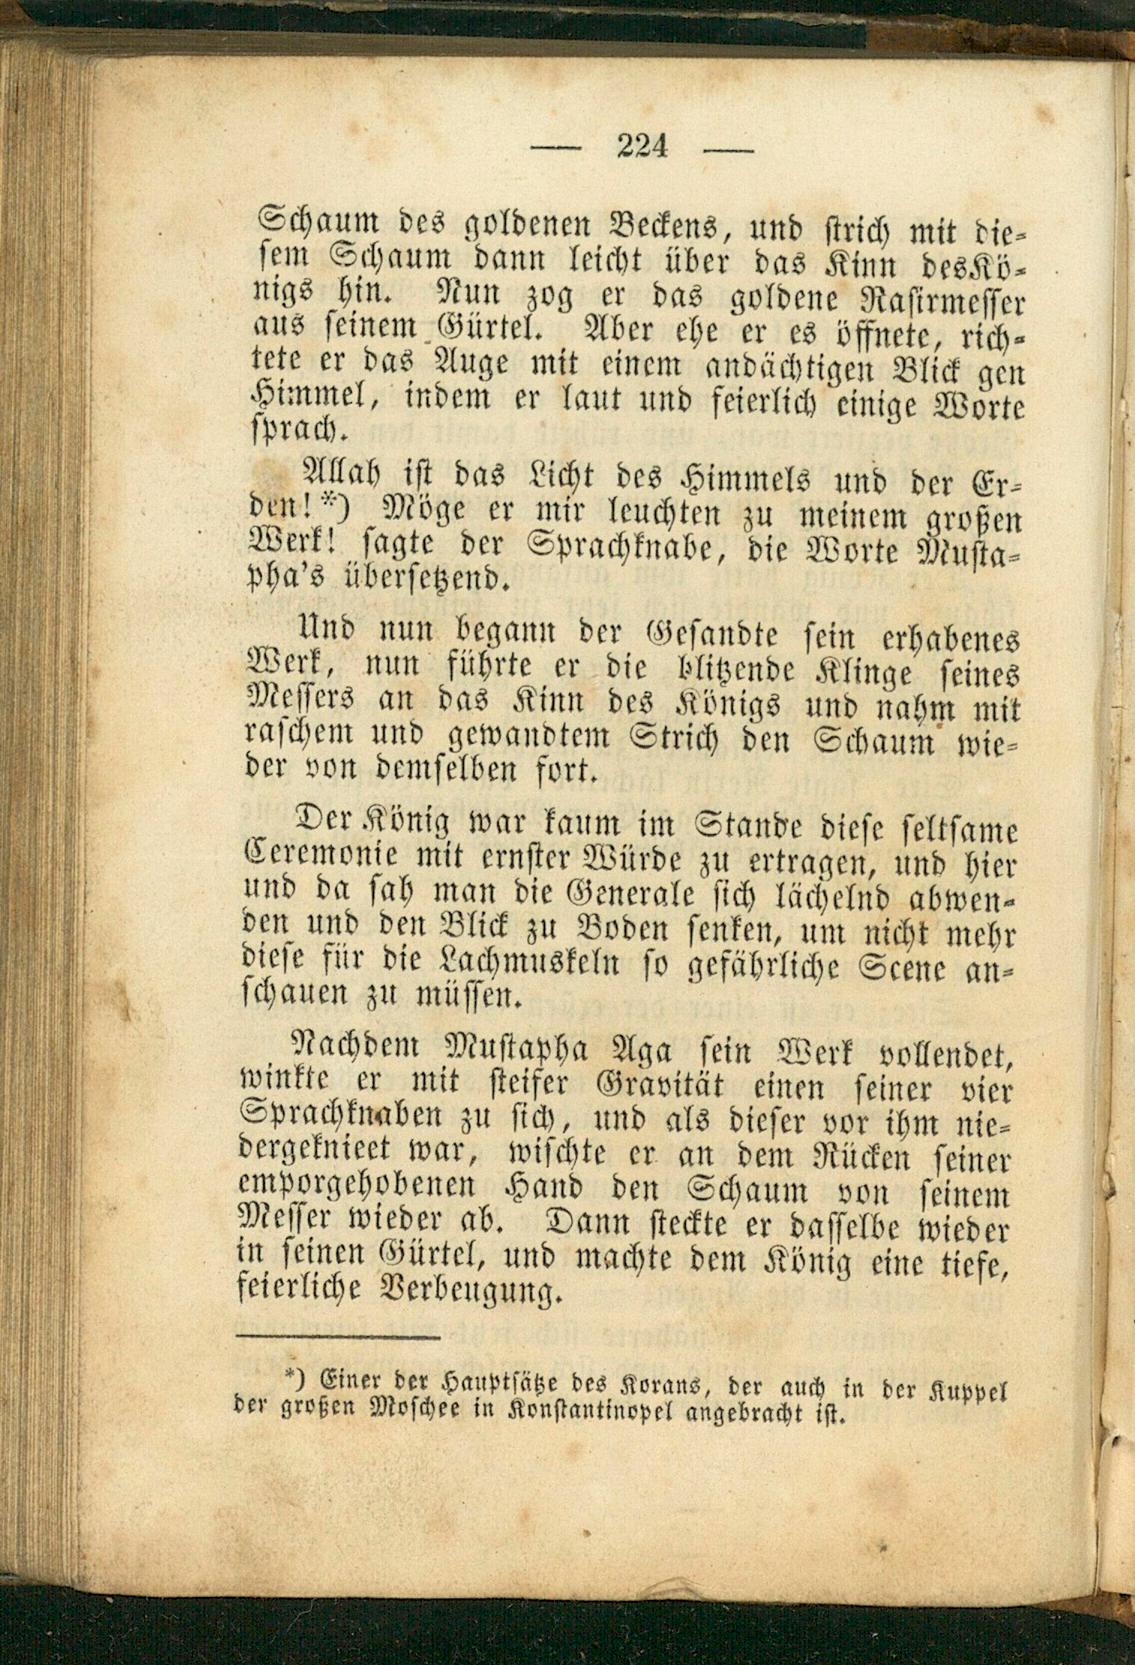 — 224 —
Schaum des goldenen Beckens, und strich mit die-
sem Schaum dann leicht über das Kinn desKö-
nigs hin. Nun zog er das goldene Rasirmesser
aus seinem Gürtel. Aber ehe er es öffnete, rich-
tete er das Auge mit einem andächtigen Blick gen
Himmel, indem er laut und feierlich einige Worte
sprach.
Allah ist das Licht des Himmels und der Er-
den!*) Möge er mir leuchten zu meinem großen
Werk! sagte der Sprachknabe, die Worte Musta-
pha's übersetzend.
Und nun begann der Gesandte sein erhabenes
Werk, nun führte er die blitzende Klinge seines
Messers an das Kinn des Königs und nahm mit
raschem und gewandtem Strich den Schaum wie-
der von demselben fort.
Der König war kaum im Stande diese seltsame
Ceremonie mit ernster Würde zu ertragen, und hier
und da sah man die Generale sich lächelnd abwen-
den und den Blick zu Boden senken, um nicht mehr
diese für die Lachmuskeln so gefährliche Scene an-
schauen zu müssen.
Nachdem Mustapha Aga sein Werk vollendet,
winkte er mit steifer Gravität einen seiner vier
Sprachknaben zu sich, und als dieser vor ihm nie-
dergeknieet war, wischte er an dem Rücken seiner
emporgehobenen Hand den Schaum von seinem
Messer wieder ab. Dann steckte er dasselbe wieder
in seinen Gürtel, und machte dem König eine tiefe,
feierliche Verbeugung.
*) Einer der Hauptsätze des Korans, der auch in der Kuppel
der großen Moschee in Konstantinopel angebracht ist.